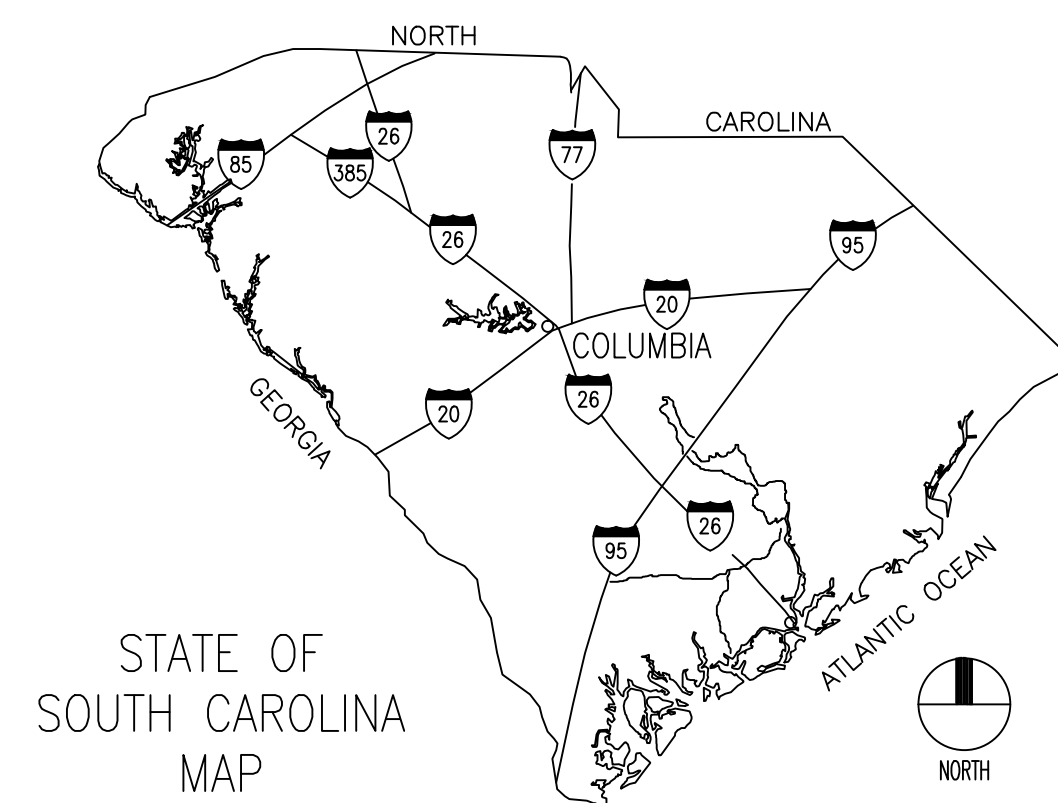 NORTH
CAROLINA
26
77
85
385
26
95
20
COLUMBIA
26
20
GEORGIA
26
95
ATLANTIC OCEAN
STATE OF
SOUTH CAROLINA
MAP
NORTH